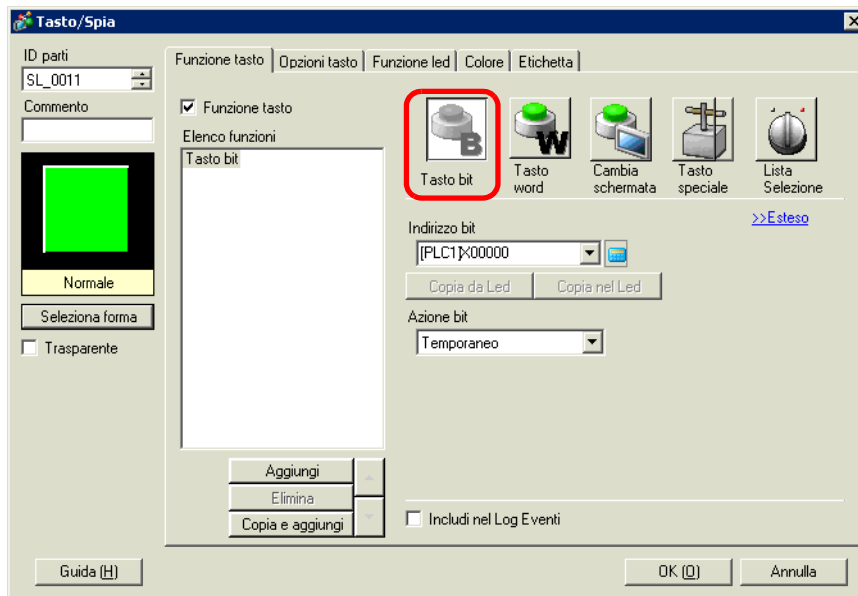 Tasto/Spia
ID parti
SL_0011
Commento
Normale
Seleziona forma
Trasparente
Funzione tasto
Opzioni tasto
Funzione led
Colore
Etichetta
Funzione tasto
Elenco funzioni
Tasto bit
Aggiungi
Elimina
Copia e aggiungi
B
Tasto bit
W
Tasto
word
Cambia
schermata
Tasto
speciale
Lista
Selezione
>>Esteso
Indirizzo bit
[PLC1]X00000
Copia da Led
Copia nel Led
Azione bit
Temporaneo
Includi nel Log Eventi
Guida (H)
OK (O)
Annulla